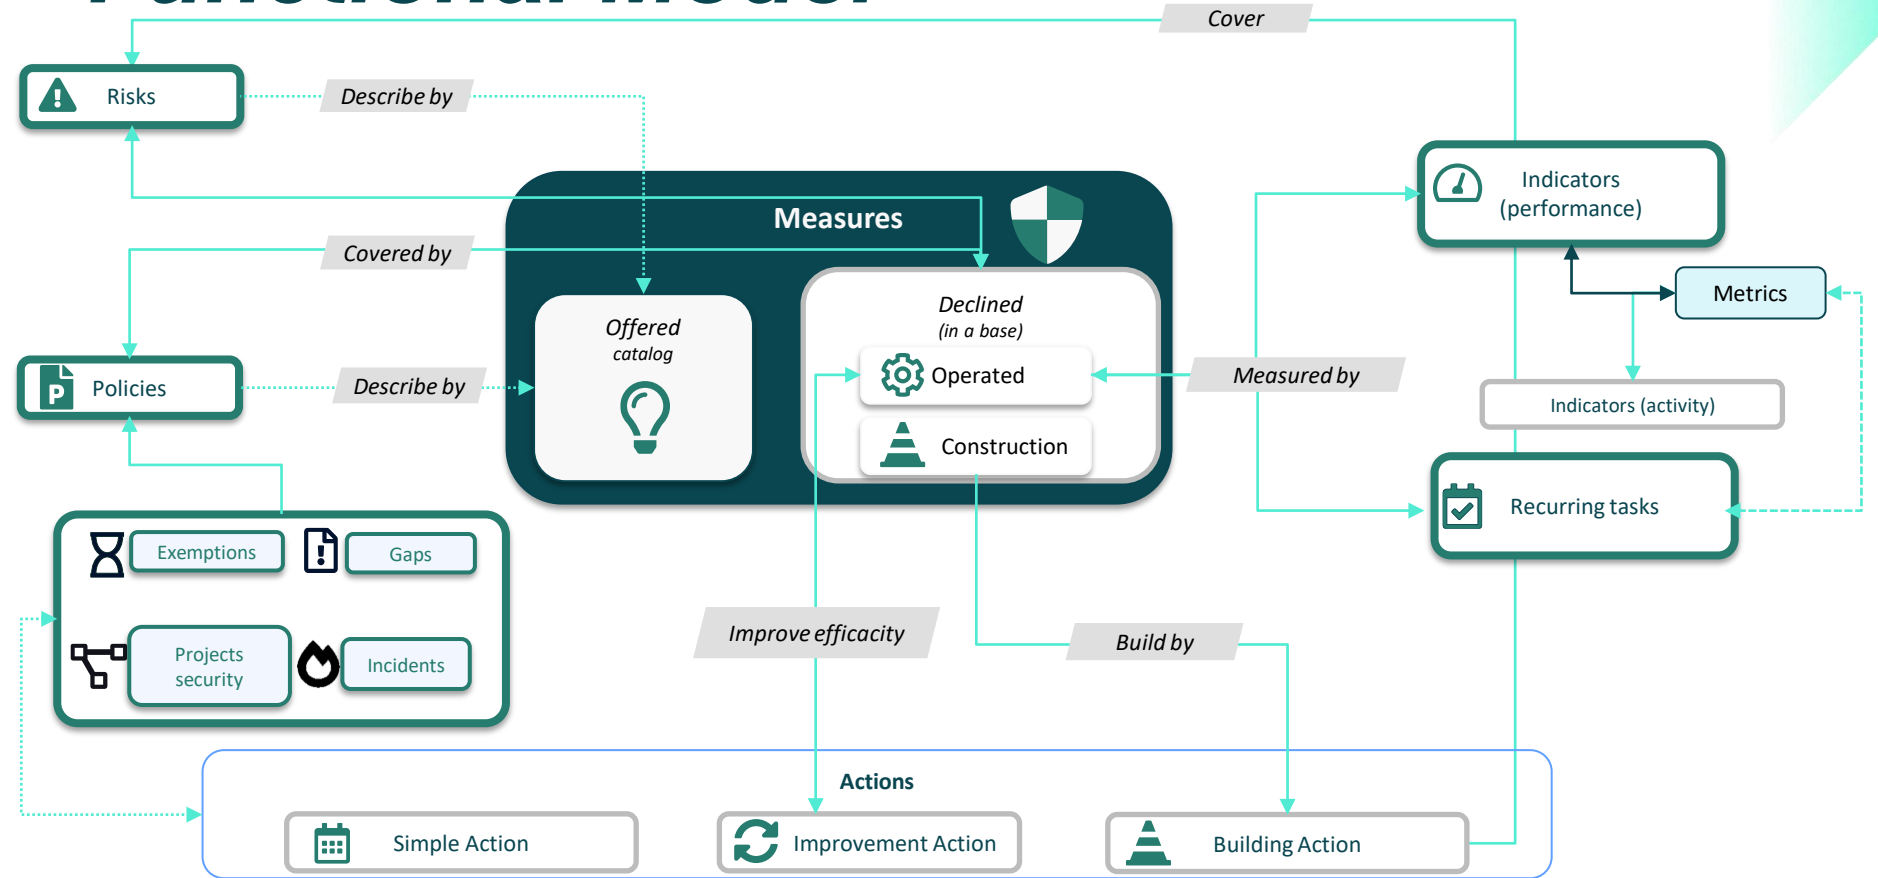 Functional Model
Cover
Risks
Describe by
Indicators
(performance)
Measures
Covered by
Metrics
Declined
(in a base)
Offered
catalog
Operated
Measured by
Policies
Describe by
Indicators (activity)
Construction
Recurring tasks
Exemptions
Gaps
Improve efficacity
Build by
Projects
security
Incidents
Actions
Simple Action
Improvement Action
Building Action